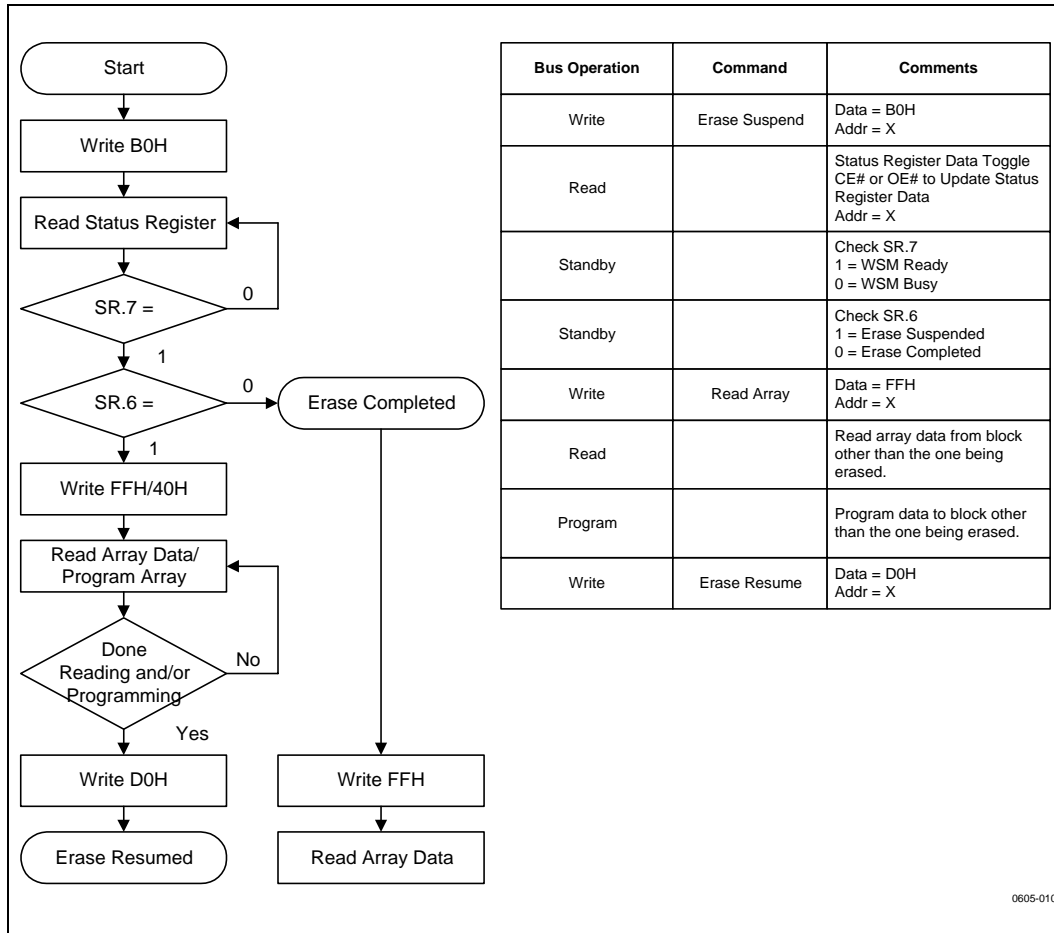 Start
Write B0H
Read Status Register
SR.7 =
0
1
SR.6 =
0
Erase Completed
1
Write FFH/40H
Read Array Data/
Program Array
Done
Reading and/or
Programming
No
Yes
Write D0H
Erase Resumed
Write FFH
Read Array Data
Bus Operation Command Comments
Write Erase Suspend Data = B0H
Addr = X
Read Status Register Data Toggle
CE# or OE# to Update Status
Register Data
Addr = X
Standby Check SR.7
1 = WSM Ready
0 = WSM Busy
Standby Check SR.6
1 = Erase Suspended
0 = Erase Completed
Write Read Array Data = FFH
Addr = X
Read Read array data from block
other than the one being
erased.
Program Program data to block other
than the one being erased.
Write Erase Resume Data = D0H
Addr = X
0605-010